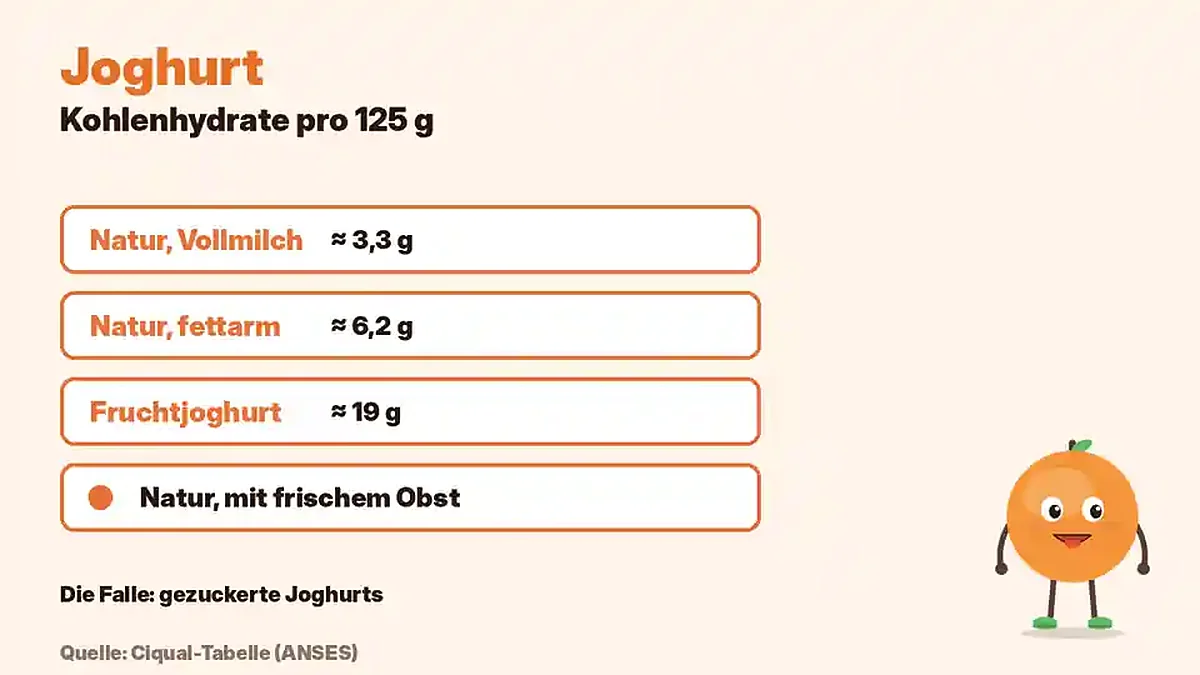 Joghurt
Kohlenhydrate pro 125 g
Natur, Vollmilch ≈ 3,3 g
Natur, fettarm ≈ 6,2 g
Fruchtjoghurt ≈ 19 g
Natur, mit frischem Obst
Die Falle: gezuckerte Joghurts
Quelle: Ciqual-Tabelle (ANSES)